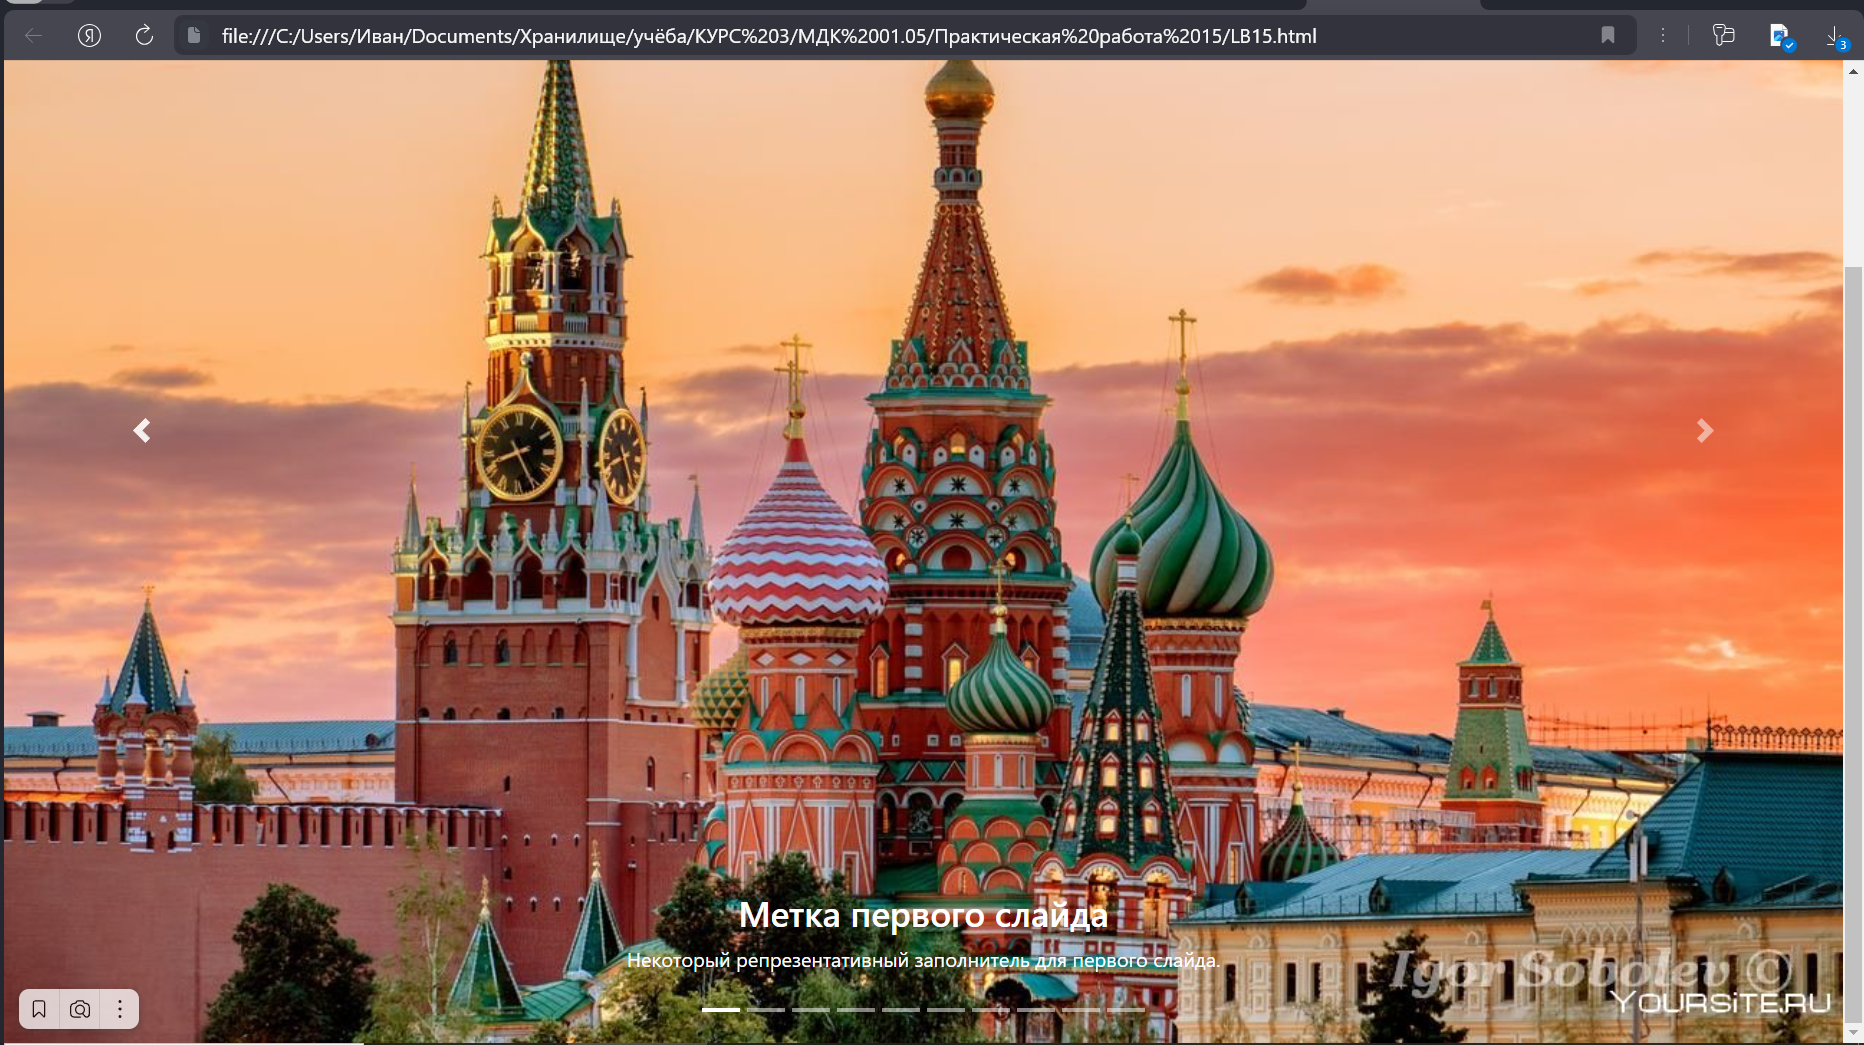 Я
file:///C:/Users/Иван/Documents/Хранилище/учёба/КУРС%203/МДК%2001.05/Практическая%20работа%2015/LB15.html
3
Метка первого слайда
Некоторый репрезентативный заполнитель для первого слайда.
Igor Sobolev ©
YOURSITE.RU